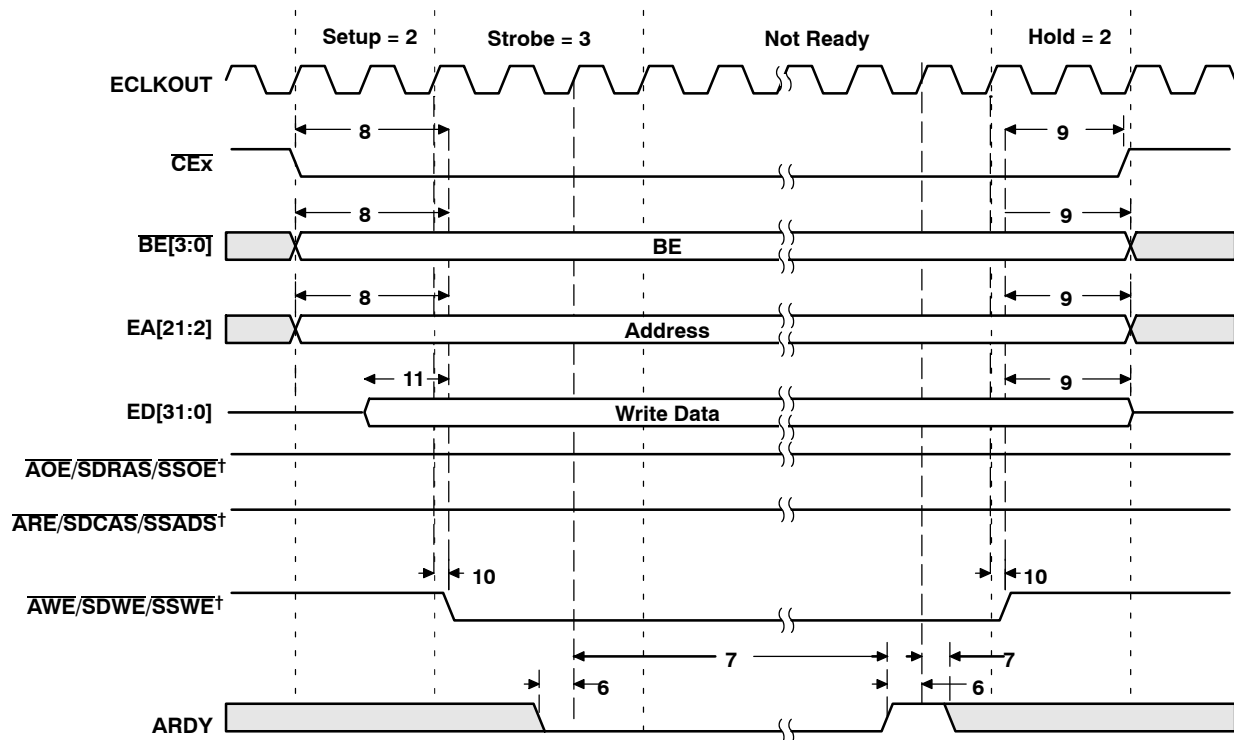 Setup = 2 Strobe = 3 Not Ready Hold = 2
ECLKOUT
8 9
CEx
8 9
BE[3:0] BE
8 9
EA[21:2] Address
11 9
ED[31:0] Write Data
AOE/SDRAS/SSOE†
ARE/SDCAS/SSADS†
10 10
AWE/SDWE/SSWE†
7 7
6 6
ARDY